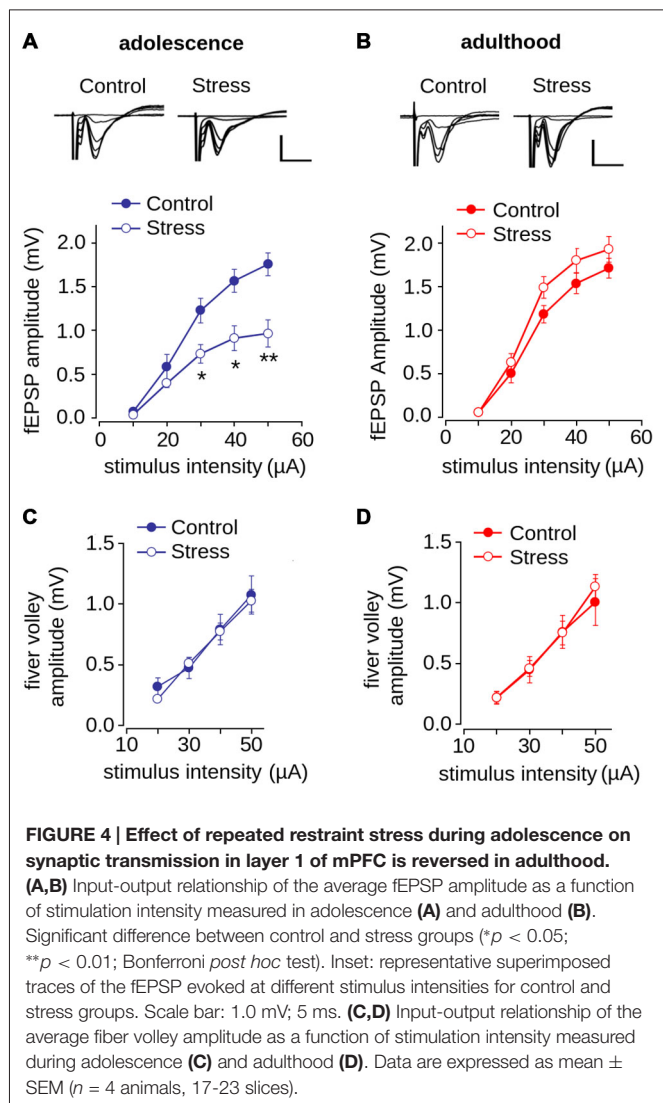 A adolescence
Control Stress
Control
Stress
fEPSP amplitude (mV)
2.0
1.5
1.0
0.5
0.0
* * **
0 20 40 60
stimulus intensity (µA)
B adulthood
Control Stress
Control
Stress
fEPSP Amplitude (mV)
2.0
1.5
1.0
0.5
0.0
0 20 40 60
stimulus intensity (µA)
C
Control
Stress
fiver volley
amplitude (mV)
1.5
1.0
0.5
0.0
10 30 50
stimulus intensity (µA)
D
Control
Stress
fiver volley
amplitude (mV)
1.5
1.0
0.5
0.0
10 30 50
stimulus intensity (µA)
FIGURE 4 | Effect of repeated restraint stress during adolescence on
synaptic transmission in layer 1 of mPFC is reversed in adulthood.
(A,B) Input-output relationship of the average fEPSP amplitude as a function
of stimulation intensity measured in adolescence (A) and adulthood (B).
Significant difference between control and stress groups (*p < 0.05;
**p < 0.01; Bonferroni post hoc test). Inset: representative superimposed
traces of the fEPSP evoked at different stimulus intensities for control and
stress groups. Scale bar: 1.0 mV; 5 ms. (C,D) Input-output relationship of the
average fiber volley amplitude as a function of stimulation intensity measured
during adolescence (C) and adulthood (D). Data are expressed as mean ±
SEM (n = 4 animals, 17-23 slices).